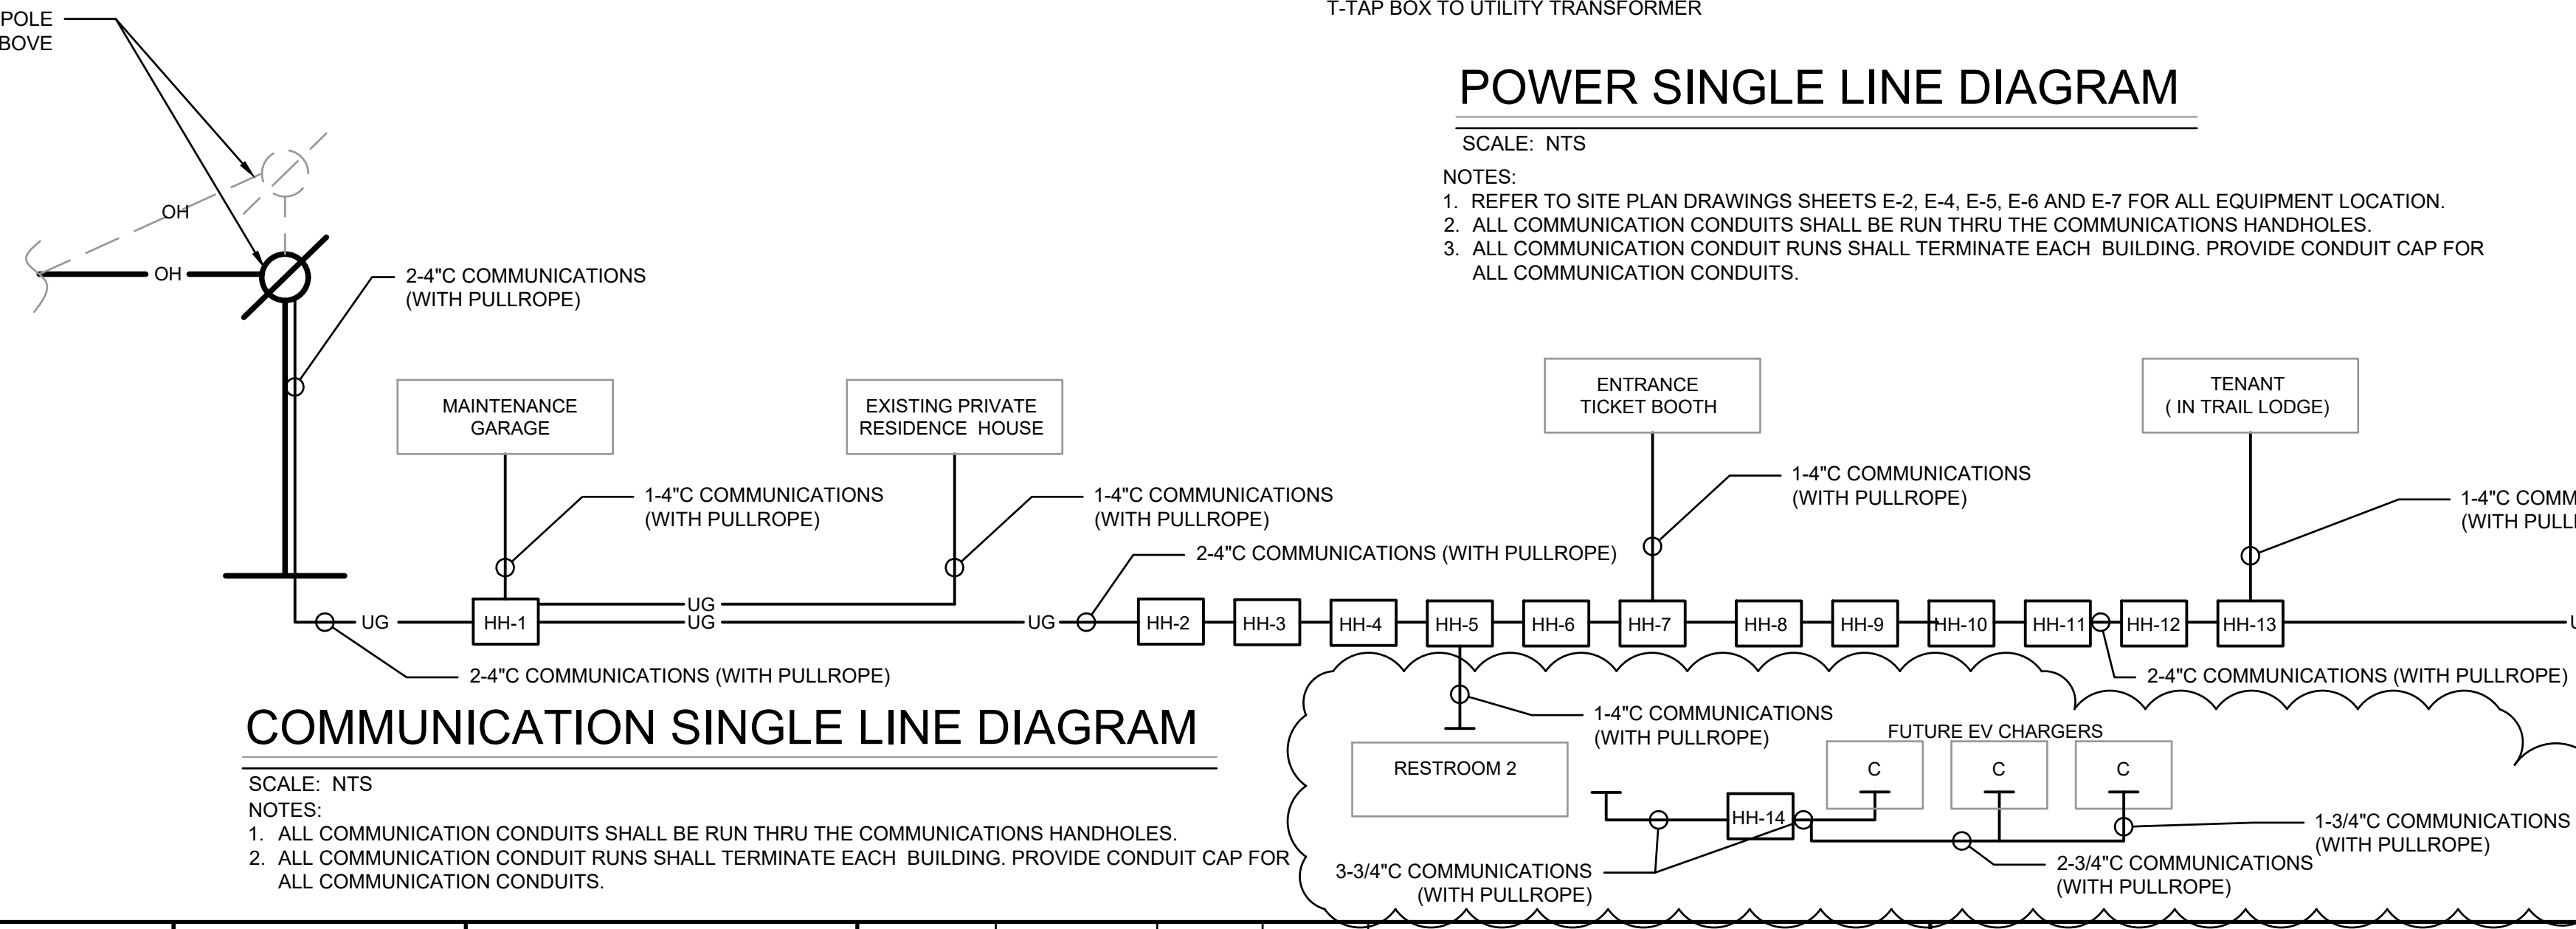 POLE
BOVE
T-TAP BOX TO UTILITY TRANSFORMER
POWER SINGLE LINE DIAGRAM
SCALE: NTS
NOTES:
1. REFER TO SITE PLAN DRAWINGS SHEETS E-2, E-4, E-5, E-6 AND E-7 FOR ALL EQUIPMENT LOCATION.
2. ALL COMMUNICATION CONDUITS SHALL BE RUN THRU THE COMMUNICATIONS HANDHOLES.
3. ALL COMMUNICATION CONDUIT RUNS SHALL TERMINATE EACH BUILDING. PROVIDE CONDUIT CAP FOR
ALL COMMUNICATION CONDUITS.
OH
OH
2-4"C COMMUNICATIONS
(WITH PULLROPE)
MAINTENANCE
GARAGE
EXISTING PRIVATE
RESIDENCE HOUSE
ENTRANCE
TICKET BOOTH
TENANT
( IN TRAIL LODGE)
1-4"C COMMUNICATIONS
(WITH PULLROPE)
1-4"C COMMUNICATIONS
(WITH PULLROPE)
1-4"C COMMUNICATIONS
(WITH PULLROPE)
1-4"C COMM
(WITH PULL
2-4"C COMMUNICATIONS (WITH PULLROPE)
UG
HH-1
UG
UG
UG
HH-2
HH-3
HH-4
HH-5
HH-6
HH-7
HH-8
HH-9
HH-10
HH-11
HH-12
HH-13
2-4"C COMMUNICATIONS (WITH PULLROPE)
2-4"C COMMUNICATIONS (WITH PULLROPE)
COMMUNICATION SINGLE LINE DIAGRAM
SCALE: NTS
NOTES:
1. ALL COMMUNICATION CONDUITS SHALL BE RUN THRU THE COMMUNICATIONS HANDHOLES.
2. ALL COMMUNICATION CONDUIT RUNS SHALL TERMINATE EACH BUILDING. PROVIDE CONDUIT CAP FOR
ALL COMMUNICATION CONDUITS.
1-4"C COMMUNICATIONS
(WITH PULLROPE)
FUTURE EV CHARGERS
RESTROOM 2
C
C
C
HH-14
1-3/4"C COMMUNICATIONS
(WITH PULLROPE)
3-3/4"C COMMUNICATIONS
(WITH PULLROPE)
2-3/4"C COMMUNICATIONS
(WITH PULLROPE)